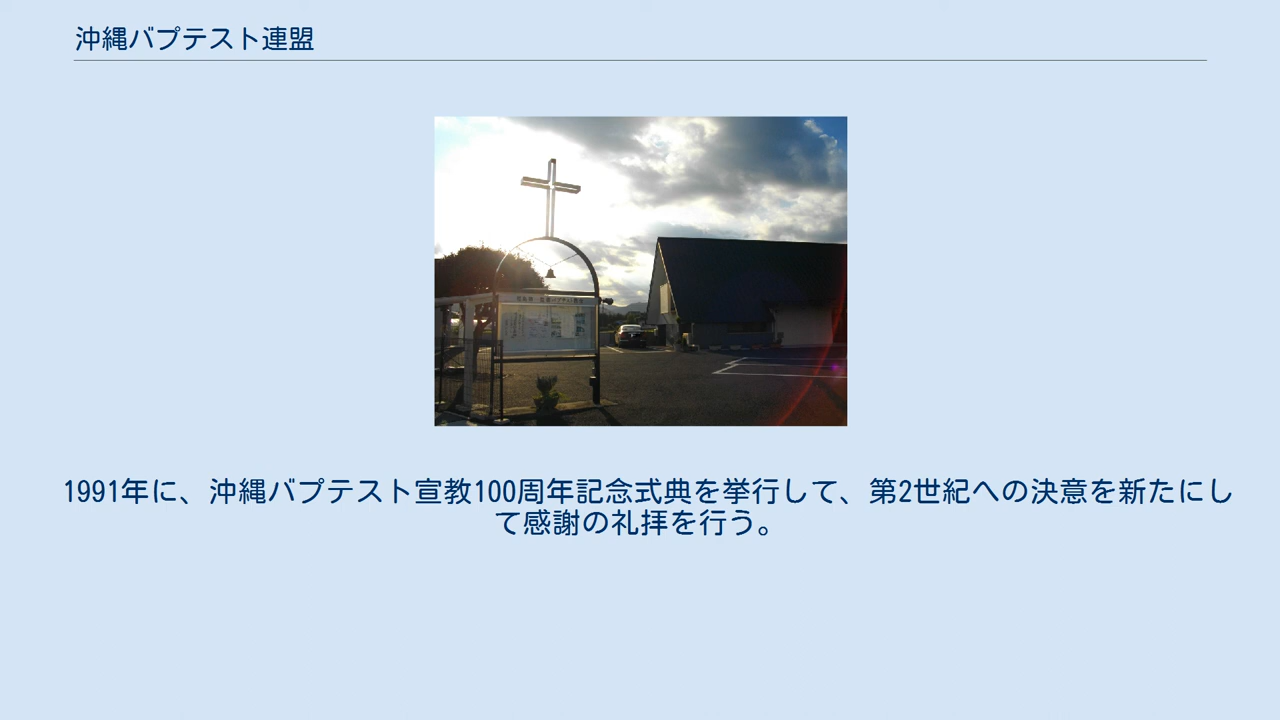 沖縄バプテスト連盟
1991年に、沖縄バプテスト宣教100周年記念式典を挙行して、第2世紀への決意を新たにし
て感謝の礼拝を行う。